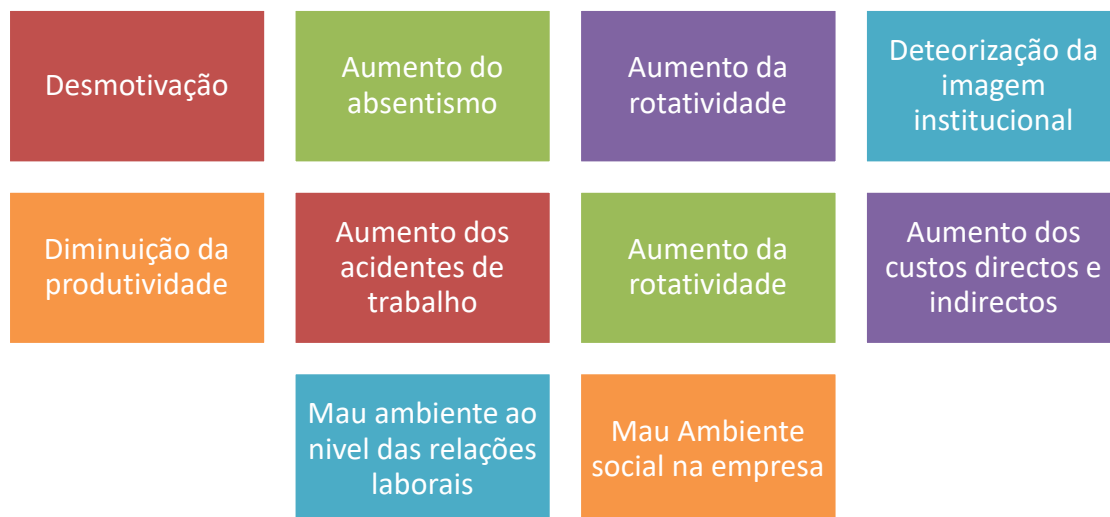 Desmotivação
Aumento do
absentismo
Aumento da
rotatividade
Deteorização da
imagem
institucional
Diminuição da
produtividade
Aumento dos
acidentes de
trabalho
Aumento da
rotatividade
Aumento dos
custos directos e
indirectos
Mau ambiente ao
nivel das relações
laborais
Mau Ambiente
social na empresa